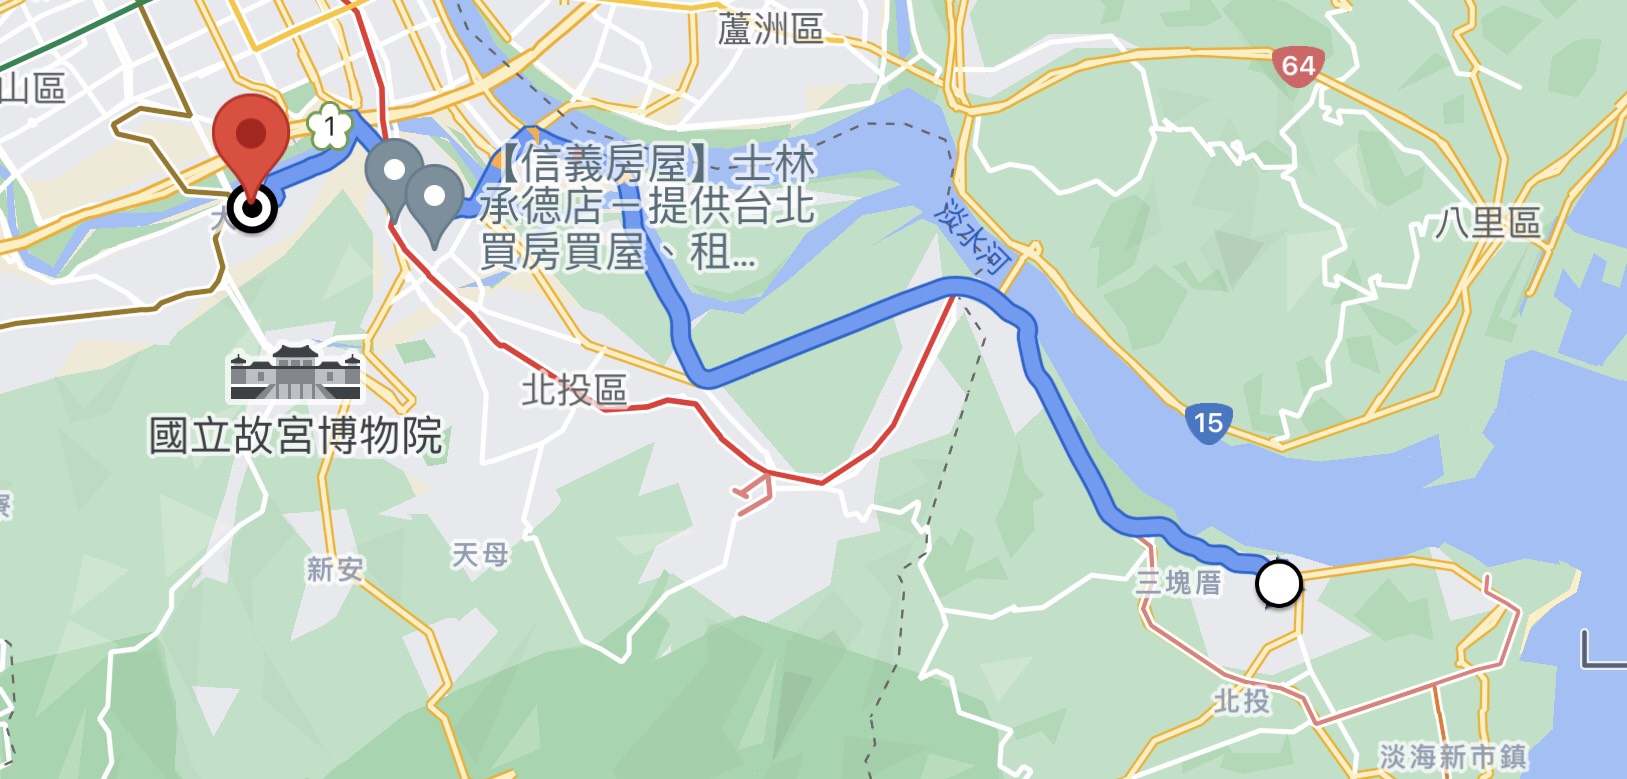 蘆洲區
山區
64
1
【信義房屋】士林
承德店－提供台北
買房買屋、租...
淡水河
八里區
大
北投區
國立故宮博物院
15
天母
新安
三塊厝
北投
淡海新市鎮